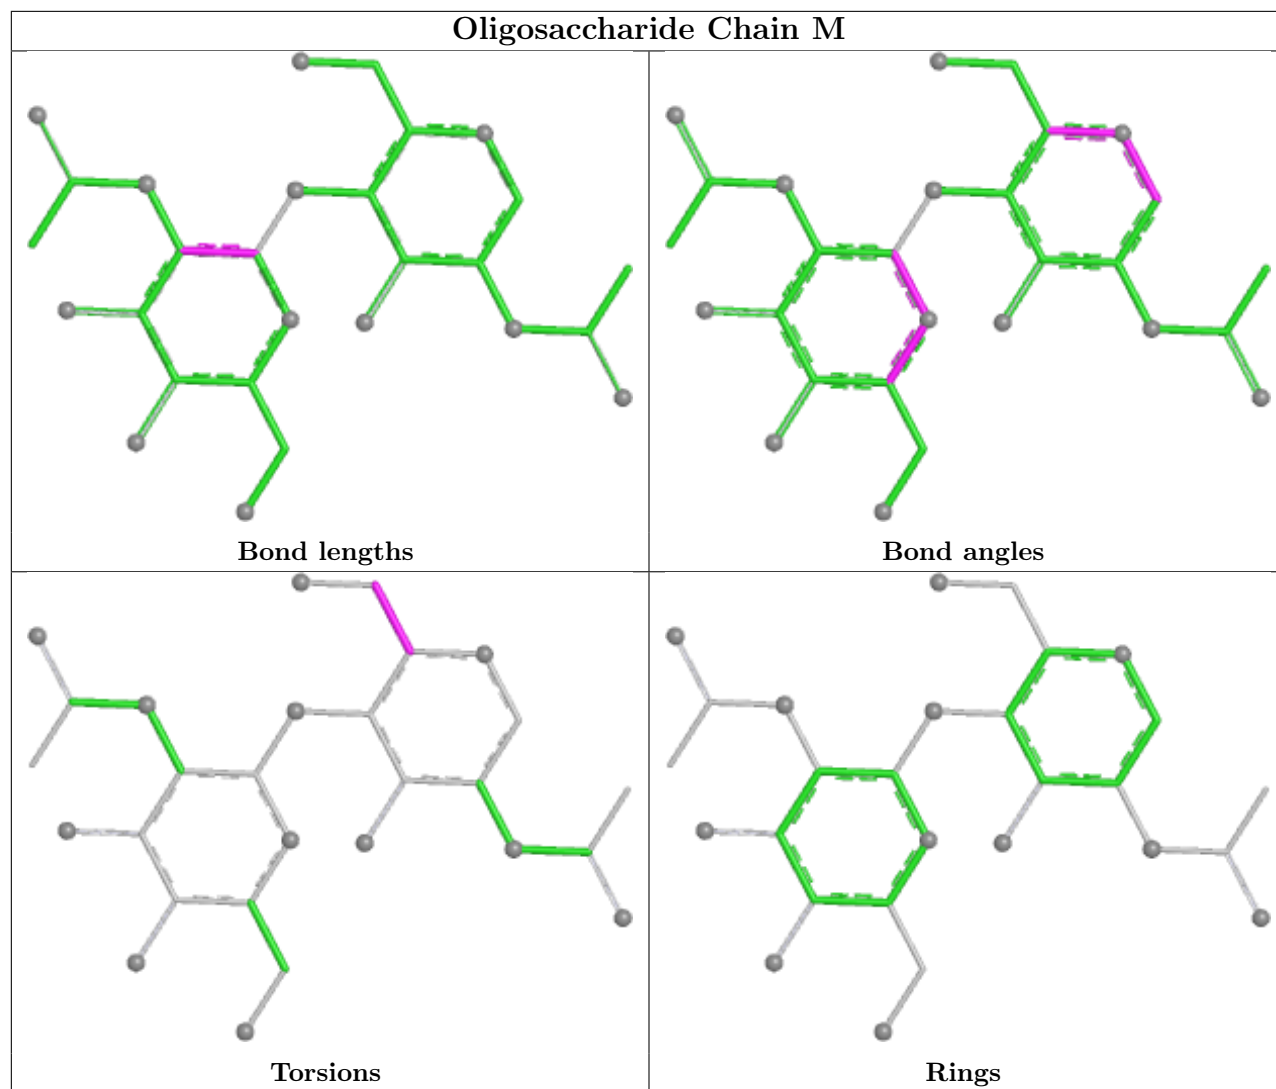 Oligosaccharide Chain M
Bond lengths
Bond angles
Torsions
Rings